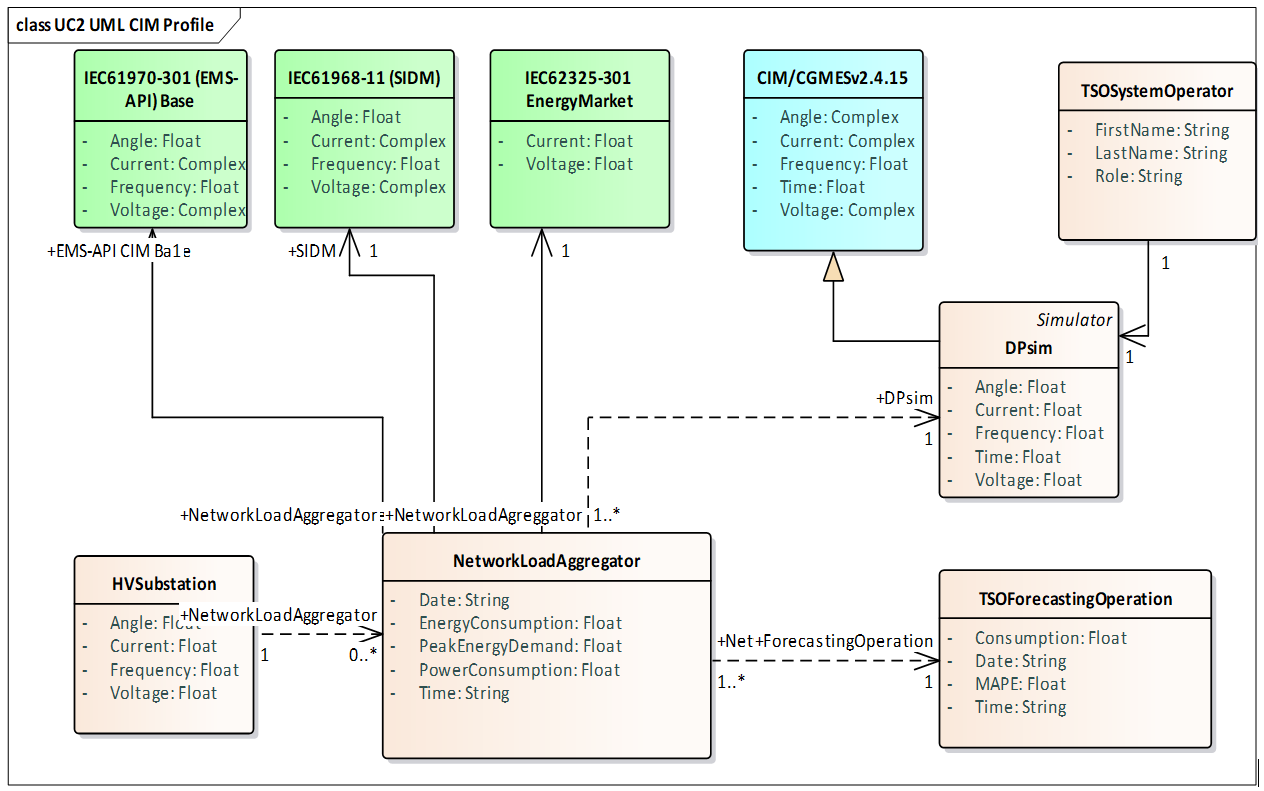 class UC2 UML CIM Profile
IEC61970-301 (EMS-
API) Base
- Angle: Float
- Current: Complex
- Frequency: Float
- Voltage: Complex
IEC61968-11 (SIDM)
- Angle: Float
- Current: Complex
- Frequency: Float
- Voltage: Complex
IEC62325-301
EnergyMarket
- Current: Float
- Voltage: Float
CIM/CGMESv2.4.15
- Angle: Complex
- Current: Complex
- Frequency: Float
- Time: Float
- Voltage: Complex
TSOSystemOperator
- FirstName: String
- LastName: String
- Role: String
+EMS-API CIM Ba1e
+SIDM
1
1
1
1
Simulator
DPsim
- Angle: Float
- Current: Float
- Frequency: Float
- Time: Float
- Voltage: Float
+DPsim
1
+NetworkLoadAggregator
+NetworkLoadAgreggator
1..*
HVSubstation
- Angle: Float
- Current: Float
- Frequency: Float
- Voltage: Float
+NetworkLoadAggregator
1
0..*
NetworkLoadAggregator
- Date: String
- EnergyConsumption: Float
- PeakEnergyDemand: Float
- PowerConsumption: Float
- Time: String
+Net+ForecastingOperation
1..*
1
TSOForecastingOperation
- Consumption: Float
- Date: String
- MAPE: Float
- Time: String